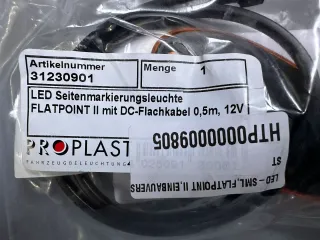 Artikelnummer
31230901
Menge
1
LED Seitenmarkierungsleuchte
FLATPOINT II mit DC-Flachkabel 0,5m, 12V
PROPLAST
FAHRZEUGBELEUCHTUNGEN
HTP0000009805
ST
LED - SML, FLATPOINT II, EINBAUVERS